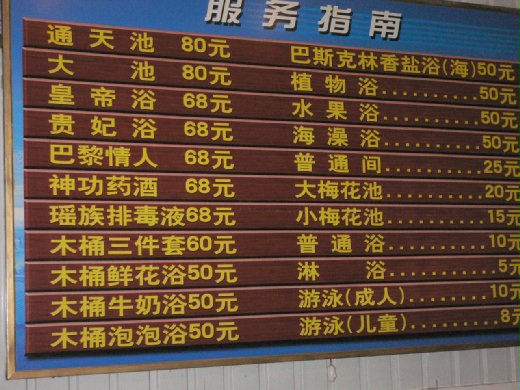 服务指南
通天池 80元 巴斯克林香盐浴(海)50元
大 池 80元 植物浴..........50元
皇帝浴 68元 水果浴..........50元
贵妃浴 68元 海澡浴..........50元
巴黎情人 68元 普通间..........25元
神功药酒 68元 大梅花池..........20元
瑶族排毒液68元 小梅花池..........15元
木桶三件套60元 普通浴..........10元
木桶鲜花浴50元 淋 浴...........5元
木桶牛奶浴50元 游泳(成人)........10元
木桶泡泡浴50元 游泳(儿童).........8元